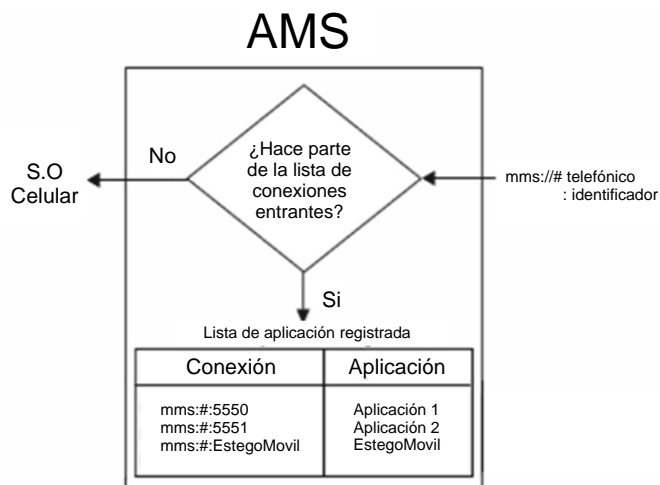 AMS
¿Hace parte
de la lista de
conexiones
entrantes?
No
S.O
Celular
mms://# telefónico
: identificador
Si
Lista de aplicación registrada
Conexión
Aplicación
mms:#:5550
Aplicación 1
mms:#:5551
Aplicación 2
mms:#:EstegoMovil
EstegoMovil